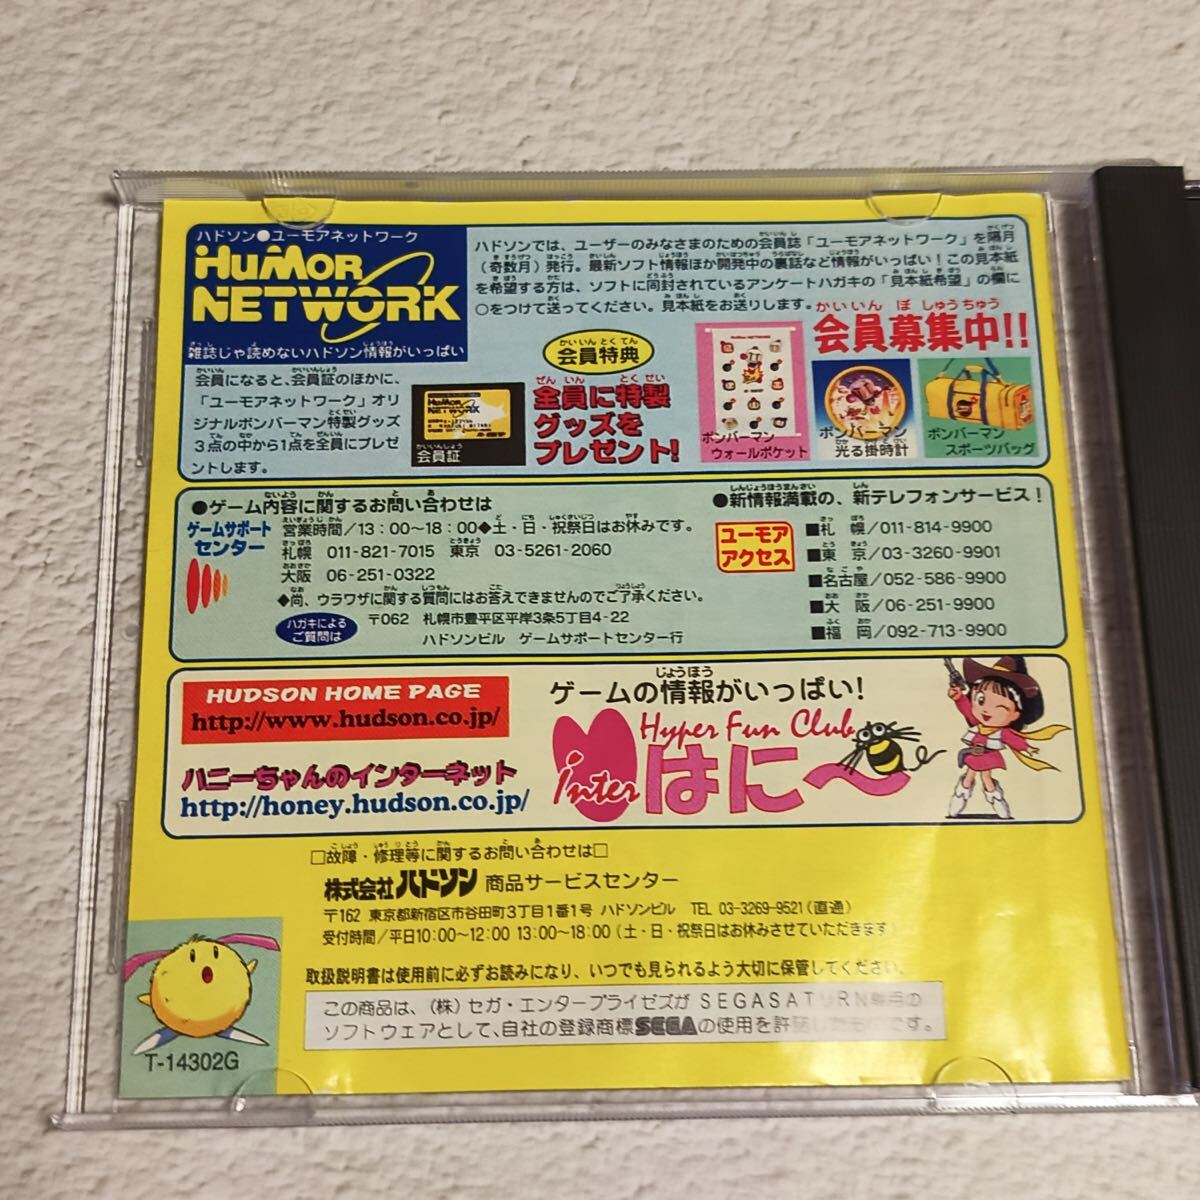 ハドソン●ユーモアネットワーク
HUMOR
NETWORK
雑誌じゃ読めないハドソン情報がいっぱい
ハドソンでは、ユーザーのみなさまのための会員誌「ユーモアネットワーク」を隔月
(奇数月)発行。最新ソフト情報ほか開発中の裏話など情報がいっぱい!この見本紙
を希望する方は、ソフトに同封されているアンケートハガキの「見本紙希望」の欄に
○をつけて送ってください。見本紙をお送りします。
会員募集中!!
会員になると、会員証のほかに、
「ユーモアネットワーク」オリ
ジナルボンバーマン特製グッズ
3点の中から1点を全員にプレゼ
ントします。
HUMOR
NETWORK
会員証
会員特典
全員に特製
グッズを
プレゼント!
ボンバーマン
ウォールポケット
ボンバーマン
光る掛時計
ボンバーマン
スポーツバッグ
●ゲーム内容に関するお問い合わせは
ゲームサポート
センター
営業時間/13:00~18:00◆土・日・祝祭日はお休みです。
札幌 011-821-7015 東京 03-5261-2060
大阪 06-251-0322
◆尚、ウラワザに関する質問にはお答えできませんのでご了承ください。
ハガキによる
ご質問は
〒062 札幌市豊平区平岸3条5丁目4-22
ハドソンビル ゲームサポートセンター行
●新情報満載の、新テレフォンサービス!
ユーモア
アクセス
■札 幌/011-814-9900
■東 京/03-3260-9901
■名古屋/052-586-9900
■大 阪/06-251-9900
■福 岡/092-713-9900
HUDSON HOME PAGE
http://www.hudson.co.jp/
ハニーちゃんのインターネット
http://honey.hudson.co.jp/
ゲームの情報がいっぱい!
Hyper Fun Club
inter はに~
□故障・修理等に関するお問い合わせは□
株式会社ハドソン 商品サービスセンター
〒162 東京都新宿区市谷田町3丁目1番1号 ハドソンビル TEL 03-3269-9521(直通)
受付時間/平日10:00~12:00 13:00~18:00(土・日・祝祭日はお休みさせていただきます)
取扱説明書は使用前に必ずお読みになり、いつでも見られるよう大切に保管してください。
この商品は、(株)セガ・エンタープライゼズがSEGASATURN専用の
ソフトウェアとして、自社の登録商標SEGAの使用を許諾したものです。
T-14302G